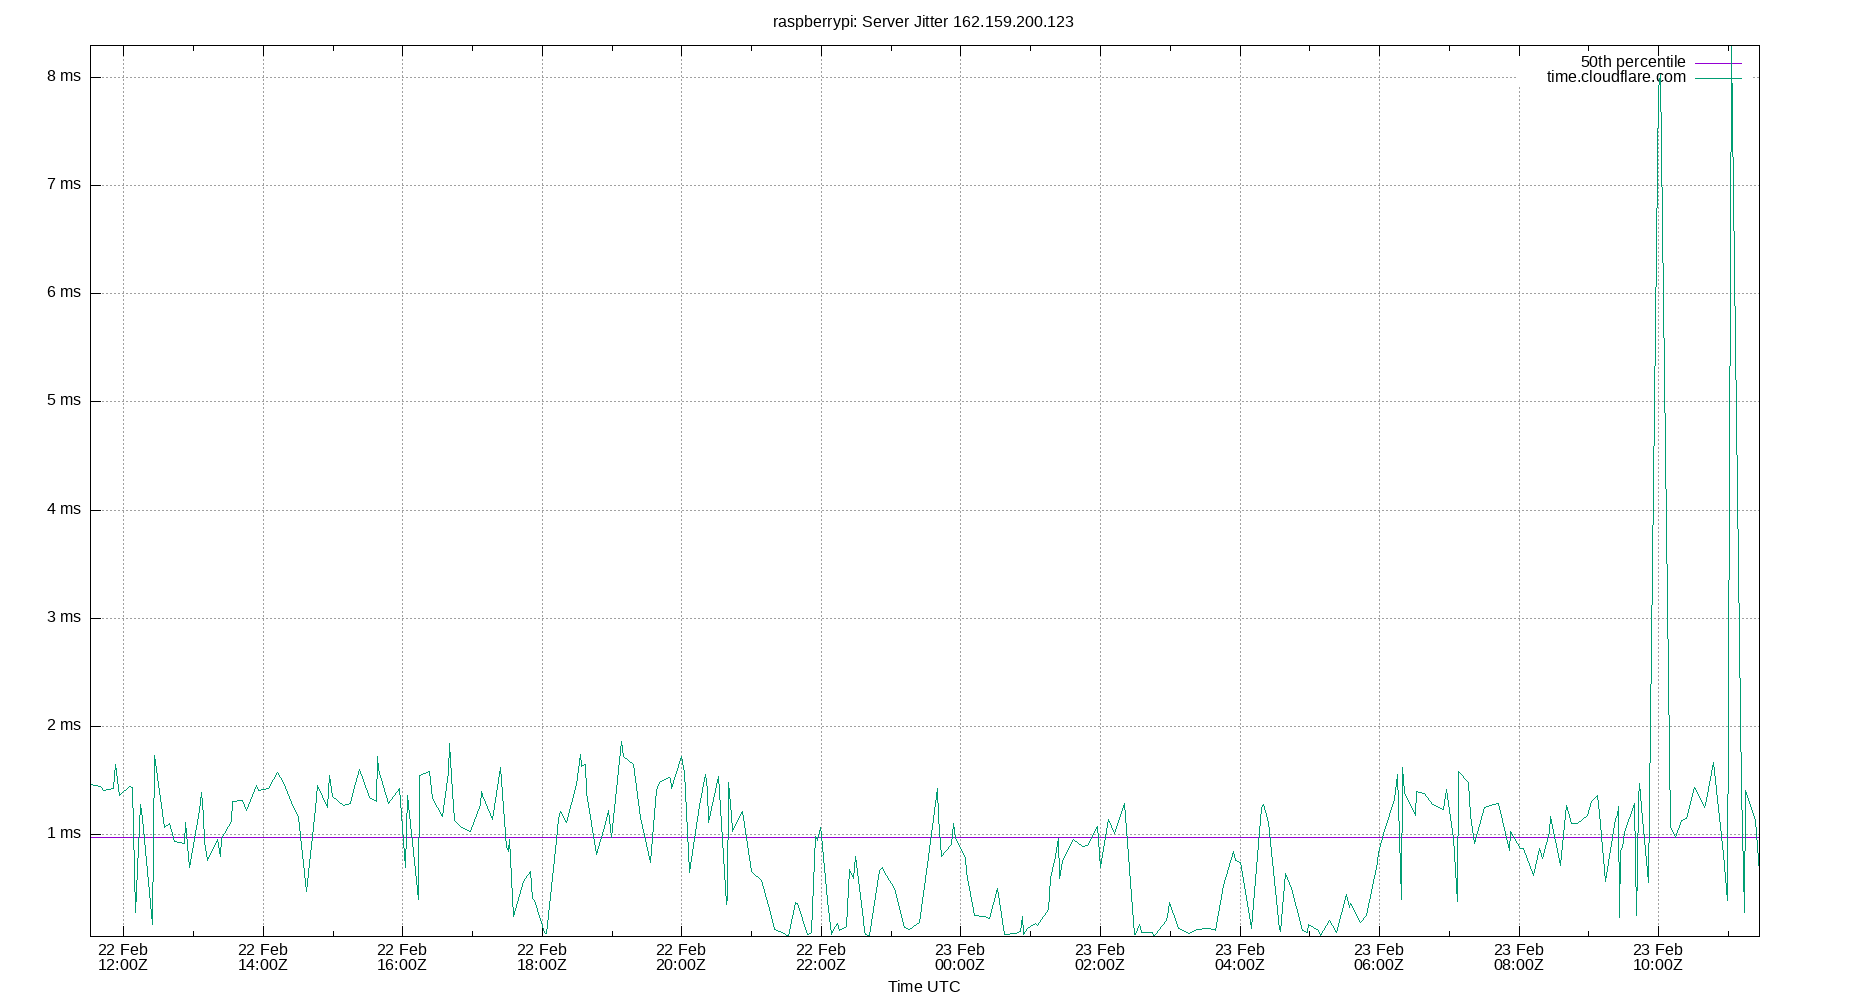 raspberrypi: Server Jitter 162.159.200.123
50th percentile
time.cloudflare.com
8 ms
7 ms
6 ms
5 ms
4 ms
3 ms
2 ms
1 ms
22 Feb 22 Feb 22 Feb 22 Feb 22 Feb 22 Feb 23 Feb 23 Feb 23 Feb 23 Feb 23 Feb 23 Feb
12:00Z 14:00Z 16:00Z 18:00Z 20:00Z 22:00Z 00:00Z 02:00Z 04:00Z 06:00Z 08:00Z 10:00Z
Time UTC